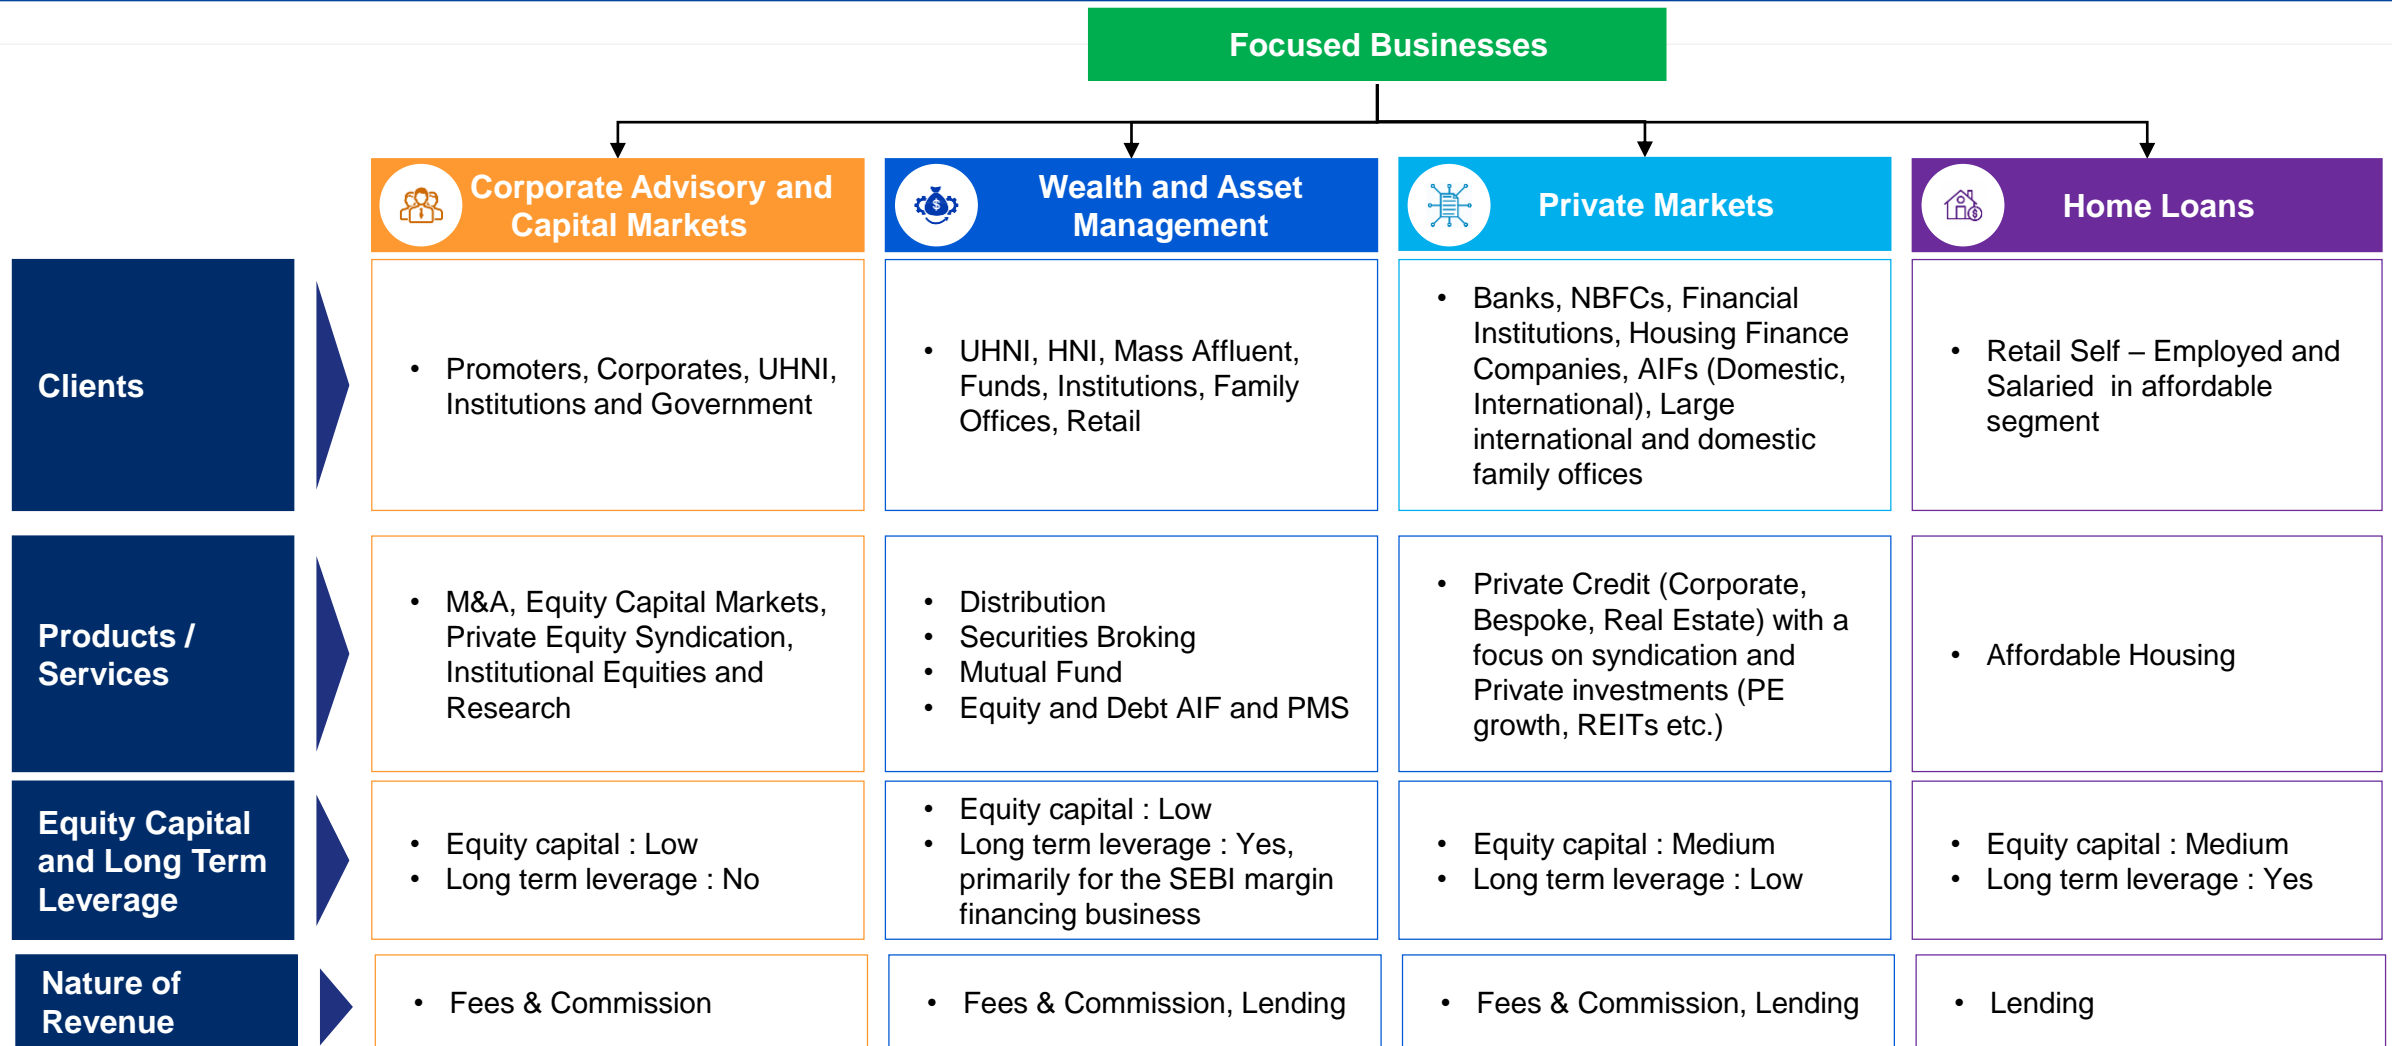 Focused Businesses
Corporate Advisory and
Capital Markets
Wealth and Asset
Management
Private Markets
Home Loans
Clients
• Promoters, Corporates, UHNI,
Institutions and Government
• UHNI, HNI, Mass Affluent,
Funds, Institutions, Family
Offices, Retail
• Banks, NBFCs, Financial
Institutions, Housing Finance
Companies, AIFs (Domestic,
International), Large
international and domestic
family offices
• Retail Self – Employed and
Salaried in affordable
segment
Products /
Services
• M&A, Equity Capital Markets,
Private Equity Syndication,
Institutional Equities and
Research
• Distribution
• Securities Broking
• Mutual Fund
• Equity and Debt AIF and PMS
• Private Credit (Corporate,
Bespoke, Real Estate) with a
focus on syndication and
Private investments (PE
growth, REITs etc.)
• Affordable Housing
Equity Capital
and Long Term
Leverage
• Equity capital : Low
• Long term leverage : No
• Equity capital : Low
• Long term leverage : Yes,
primarily for the SEBI margin
financing business
• Equity capital : Medium
• Long term leverage : Low
• Equity capital : Medium
• Long term leverage : Yes
Nature of
Revenue
• Fees & Commission
• Fees & Commission, Lending
• Fees & Commission, Lending
• Lending